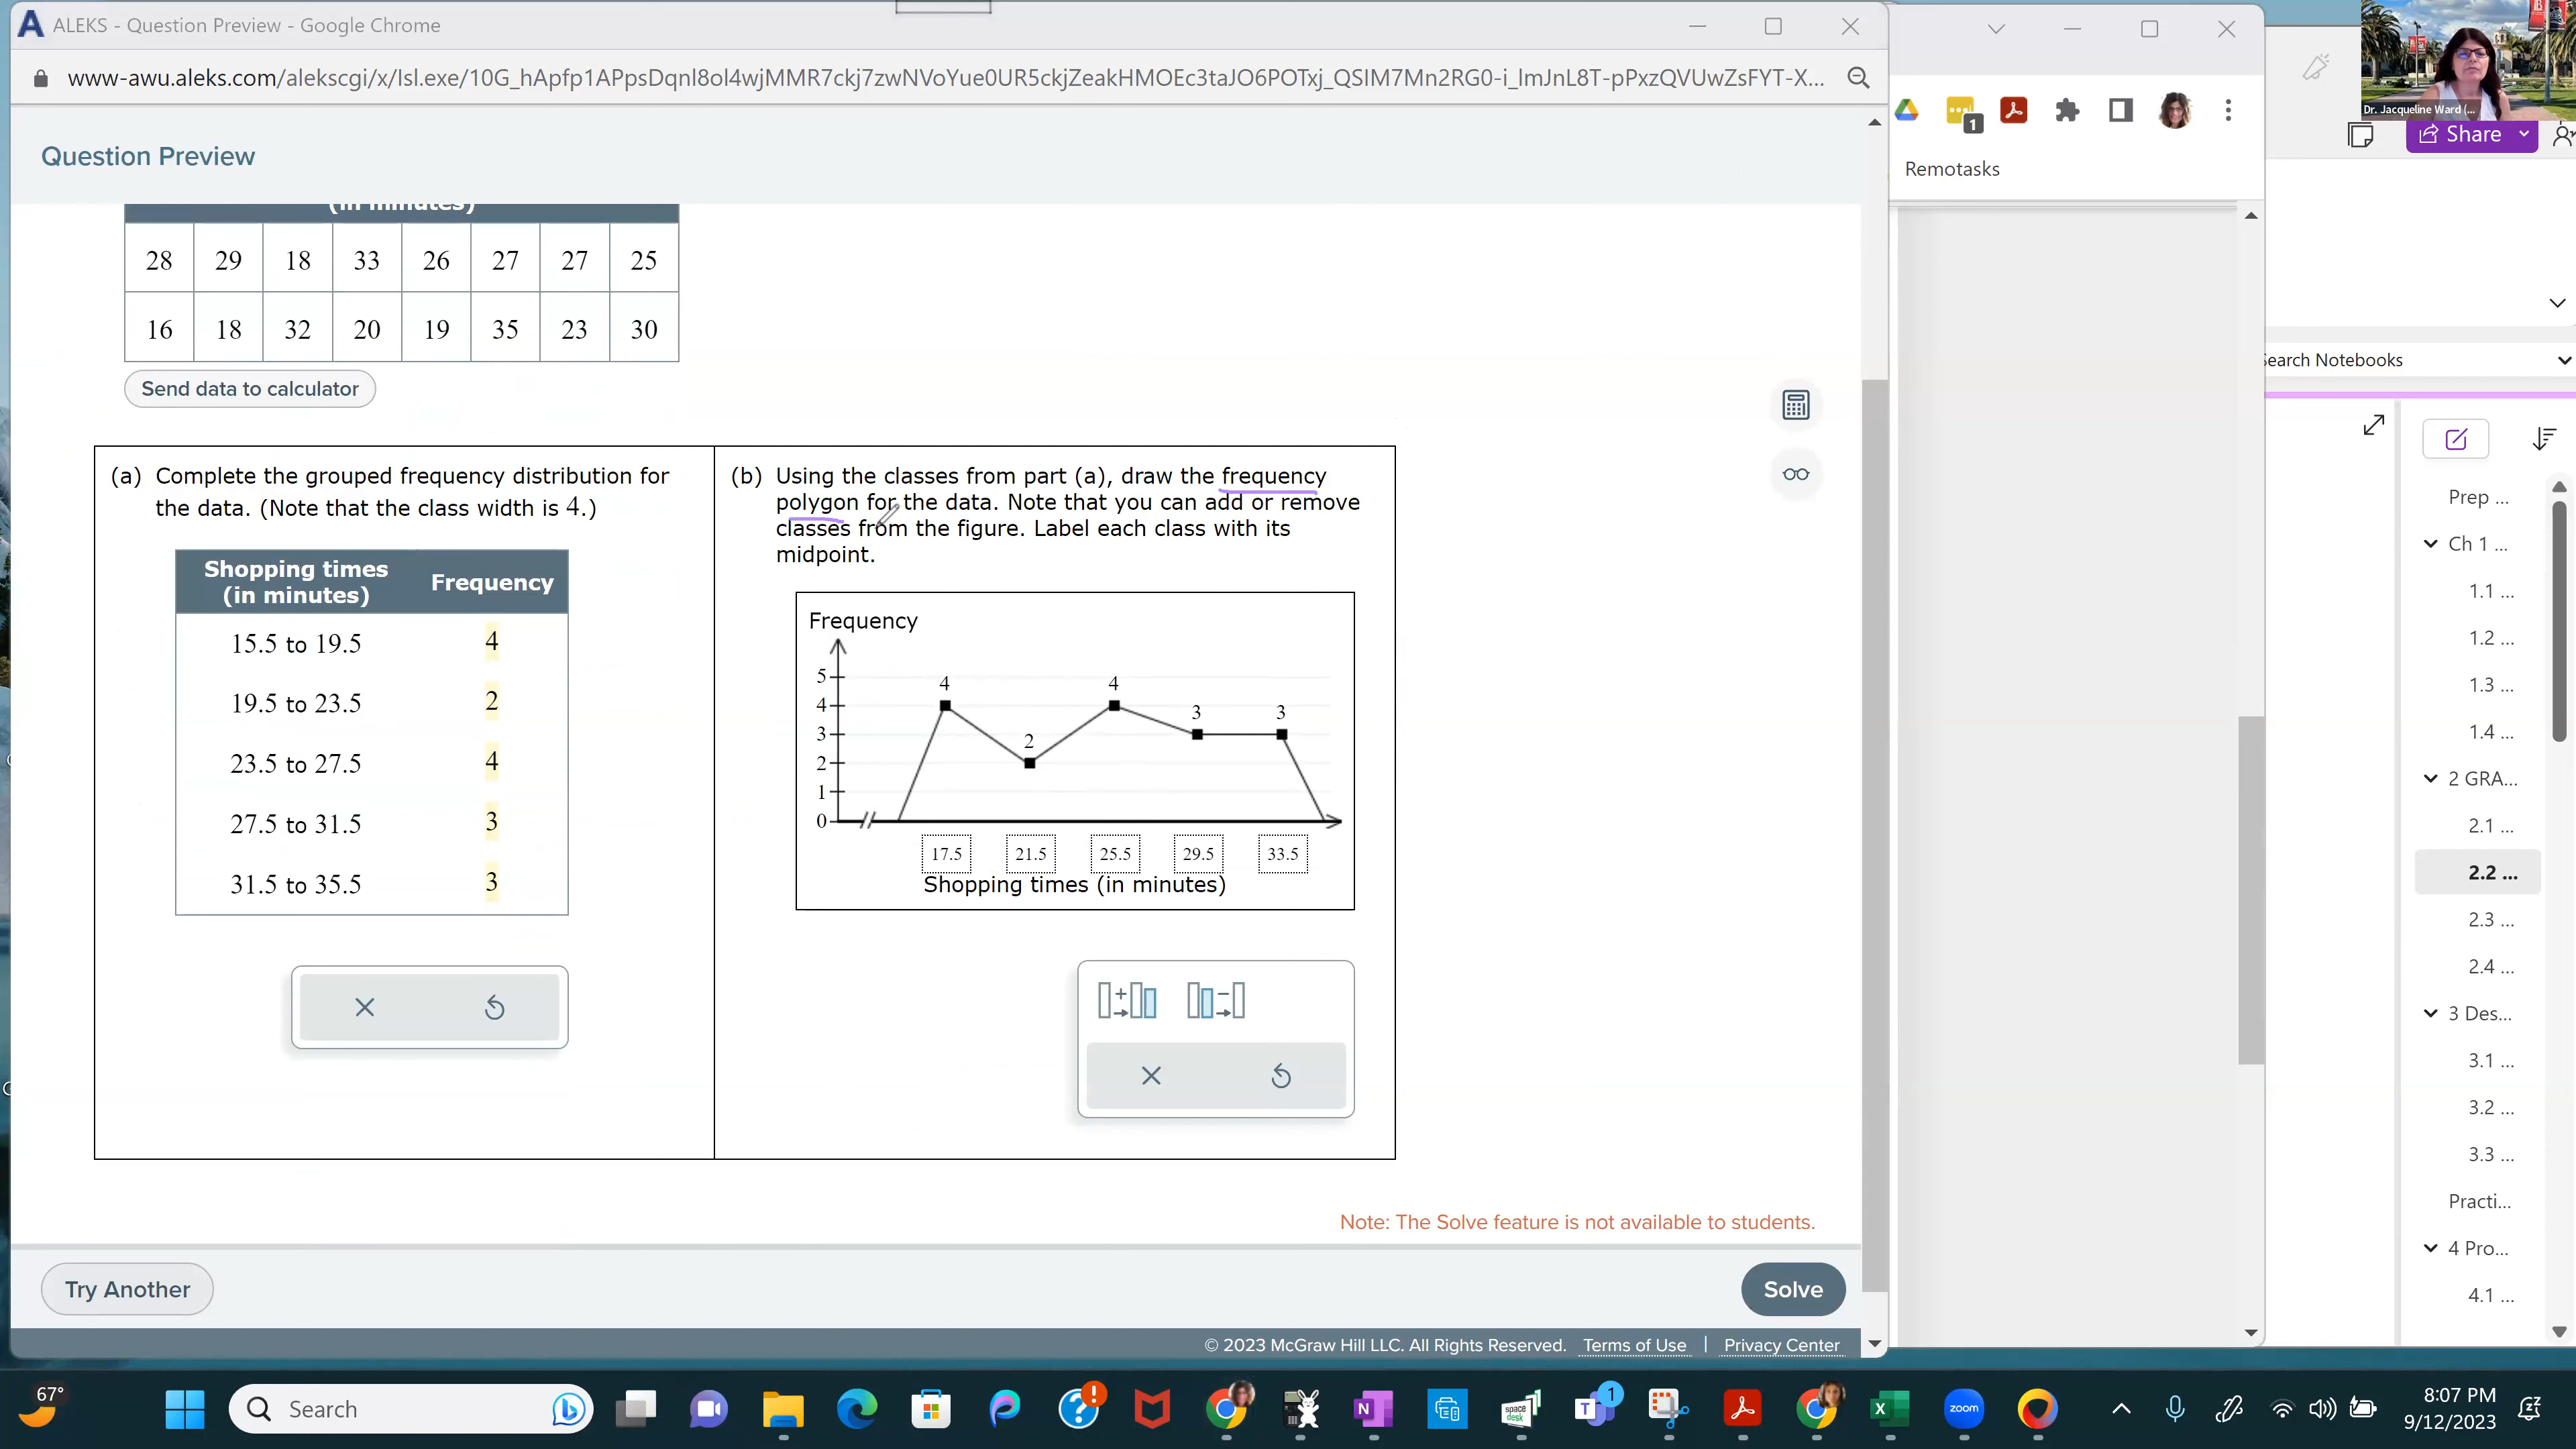 ALEKS - Question Preview - Google Chrome
www-awu.aleks.com/alekscgi/x/Isl.exe/10G_hApfp1APpsDqnl8ol4wjMMR7ckj7zwNVoYue0UR5ckjZeakHMOEc3taJO6POTxj_QSIM7Mn2RG0-i_lmJnL8T-pPxzQVUwZsFYT-X...
Dr. Jacqueline Ward (...
1
Share
Remotasks
Question Preview
(in minutes)
28 29 18 33 26 27 27 25
16 18 32 20 19 35 23 30
Send data to calculator
Search Notebooks
(a) Complete the grouped frequency distribution for
the data. (Note that the class width is 4.)
Shopping times
(in minutes)
Frequency
15.5 to 19.5 4
19.5 to 23.5 2
23.5 to 27.5 4
27.5 to 31.5 3
31.5 to 35.5 3
(b) Using the classes from part (a), draw the frequency
polygon for the data. Note that you can add or remove
classes from the figure. Label each class with its
midpoint.
Frequency
5
4
3
2
1
0
4 2 4 3 3
17.5 21.5 25.5 29.5 33.5
Shopping times (in minutes)
Prep ...
Ch 1 ...
1.1 ...
1.2 ...
1.3 ...
1.4 ...
2 GRA...
2.1 ...
2.2 ...
2.3 ...
2.4 ...
3 Des...
3.1 ...
3.2 ...
3.3 ...
Practi...
4 Pro...
4.1 ...
Note: The Solve feature is not available to students.
Try Another
Solve
© 2023 McGraw Hill LLC. All Rights Reserved. Terms of Use | Privacy Center
67°
Search
space
desk
1
zoom
8:07 PM
9/12/2023